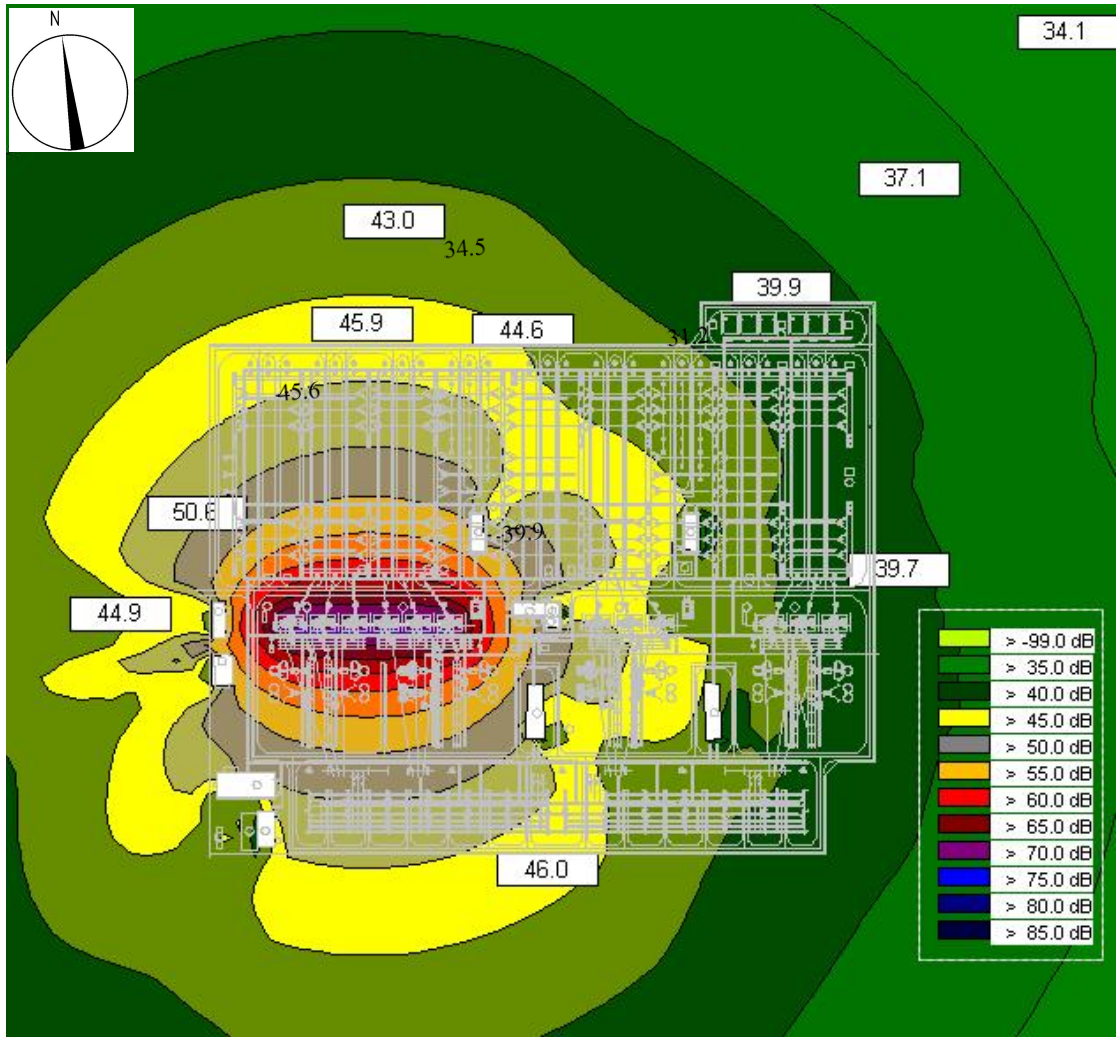 N
34.1
37.1
43.0
34.5
39.9
45.9
44.6
31.2
45.6
50.6
39.9
39.7
44.9
> -99.0 dB
> 35.0 dB
> 40.0 dB
> 45.0 dB
> 50.0 dB
> 55.0 dB
> 60.0 dB
> 65.0 dB
> 70.0 dB
> 75.0 dB
> 80.0 dB
> 85.0 dB
46.0